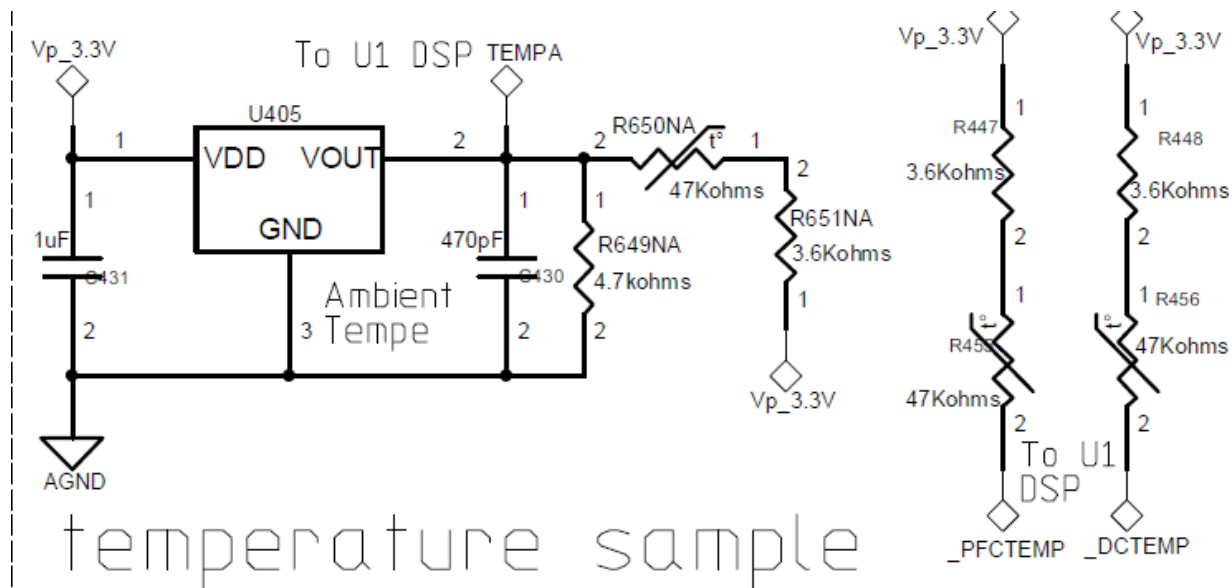 Vp_3.3V
To U1 DSP
TEMPA
U405
1
VDD
VOUT
2
GND
1
1uF
C431
2
3
Ambient
Tempe
1
470pF
C430
2
2
R650NA
t°
1
47Kohms
1
R649NA
4.7kohms
2
2
R651NA
3.6Kohms
1
Vp_3.3V
AGND
temperature sample
Vp_3.3V
1
R447
3.6Kohms
2
1
t°
47Kohms
2
Vp_3.3V
1
R448
3.6Kohms
2
1
R456
t°
47Kohms
2
To U1
DSP
_PFCTEMP
_DCTEMP